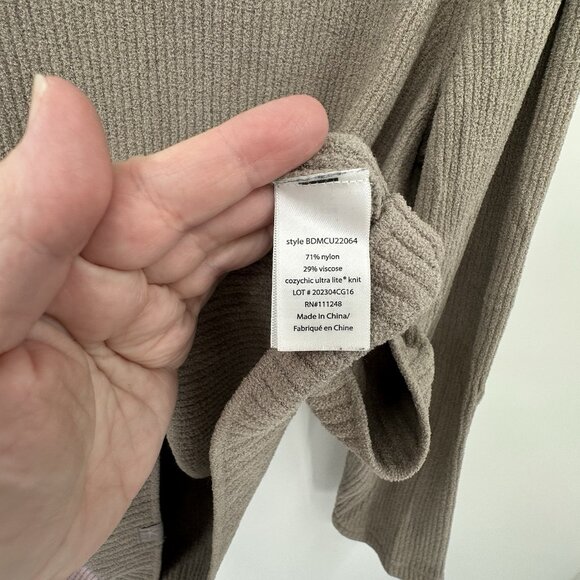 style BDMCU22064
71% nylon
29% viscose
cozychic ultra lite® knit
LOT # 202304CG16
RN#111248
Made In China/
Fabriqué en Chine